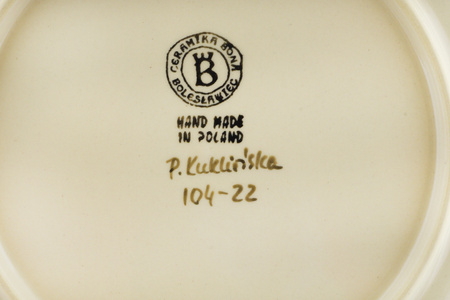 CERAMIKA BONA
B
BOLESŁAWIEC
HAND MADE
IN POLAND
P. Kuklińska
104-22